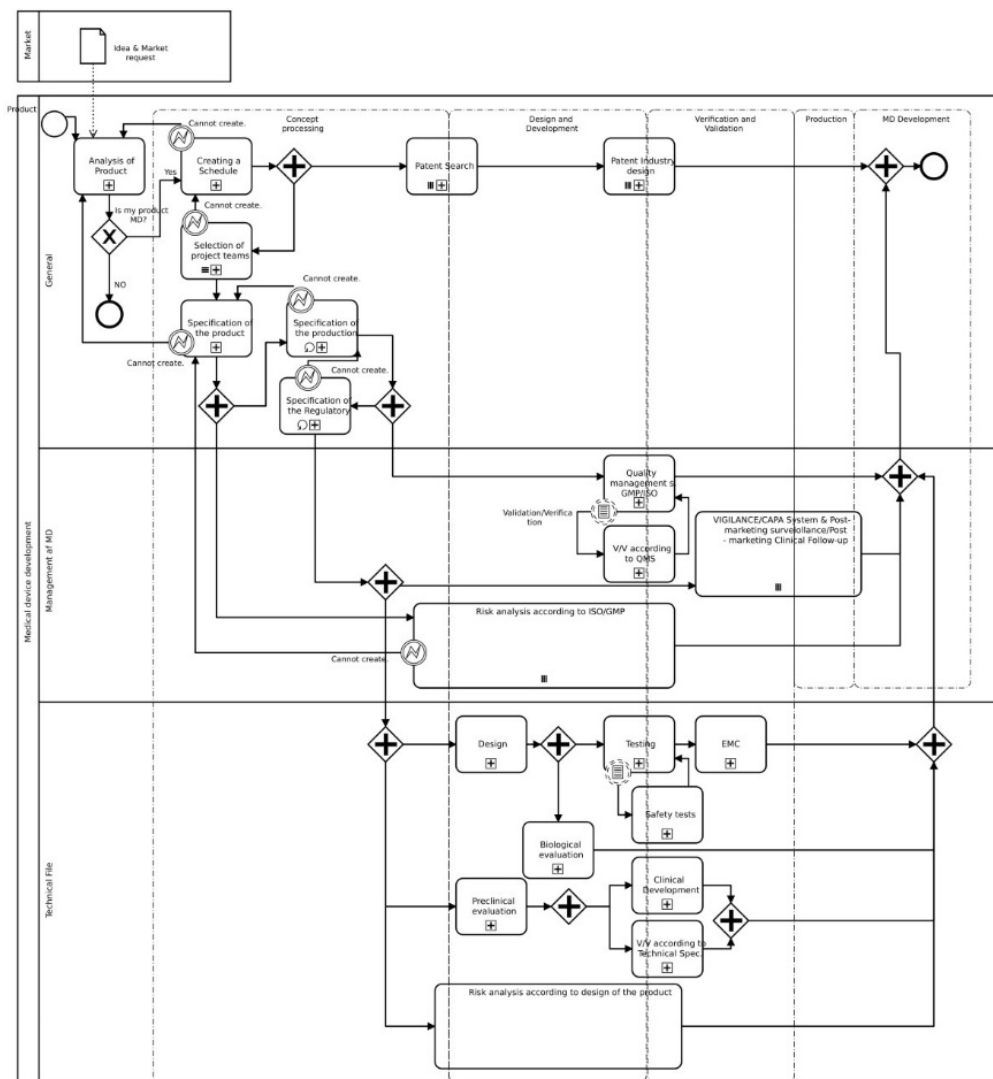 Market
Idea & Market
request
Medical device development
General
Product
Concept
processing
Design and
Development
Verification and
Validation
Production
MD Development
Cannot create.
Analysis of
Product
Creating a
Schedule
Patent Search
Patent Industry
design
Yes
Is my product
MD?
Cannot create.
Selection of
project teams
NO
Cannot create.
Specification of
the product
Specification of
the production
Cannot create.
Cannot create.
Specification of
the Regulatory
Management af MD
Quality
management s
GMP/ISO
Validation/Verifica
tion
V/V according
to QMS
VIGILANCE/CAPA System & Post-
marketing surveiollance/Post
- marketing Clinical Follow-up
Risk analysis according to ISO/GMP
Cannot create.
Technical File
Design
Testing
EMC
Safety tests
Biological
evaluation
Preclinical
evaluation
Clinical
Development
V/V according to
Technical Spec.
Risk analysis according to design of the product